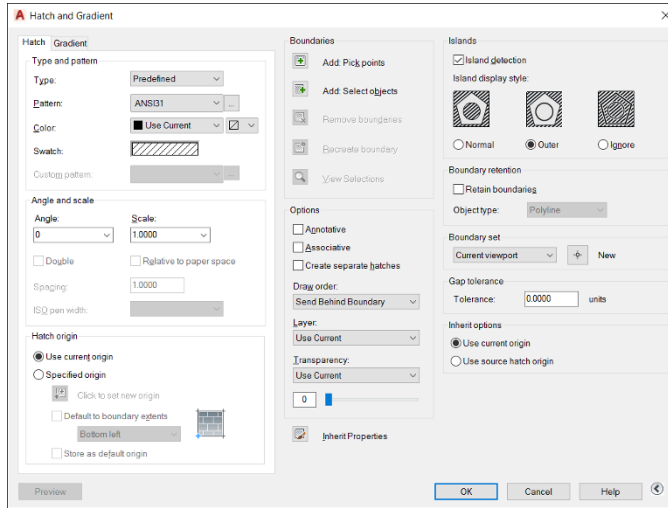 A Hatch and Gradient
Hatch Gradient
Type and pattern
Type: Predefined
Pattern: ANSI31 ...
Color: Use Current
Swatch:
Custom pattern: ...
Angle and scale
Angle: Scale:
0 1.0000
Double Relative to paper space
Spacing: 1.0000
ISO pen width:
Hatch origin
Use current origin
Specified origin
Click to set new origin
Default to boundary extents
Bottom left
Store as default origin
Preview
Boundaries
Add: Pick points
Add: Select objects
Remove boundaries
Recreate boundary
View Selections
Options
Annotative
Associative
Create separate hatches
Draw order:
Send Behind Boundary
Layer:
Use Current
Transparency:
Use Current
0
Inherit Properties
Islands
Island detection
Island display style:
Normal Outer Ignore
Boundary retention
Retain boundaries
Object type: Polyline
Boundary set
Current viewport New
Gap tolerance
Tolerance: 0.0000 units
Inherit options
Use current origin
Use source hatch origin
OK Cancel Help